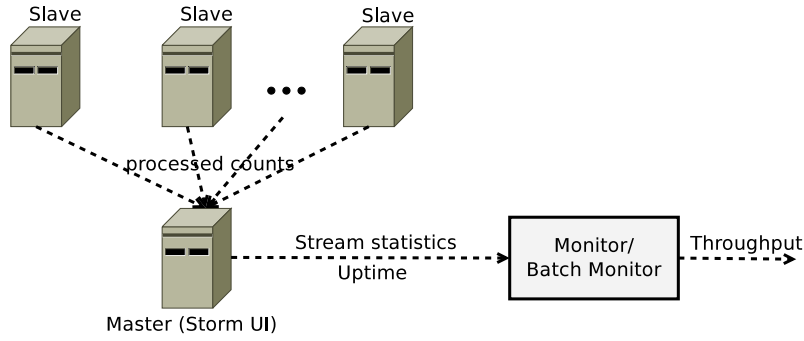 Slave
Slave
Slave
processed counts
Stream statistics
Uptime
Monitor/
Batch Monitor
Throughput
Master (Storm UI)